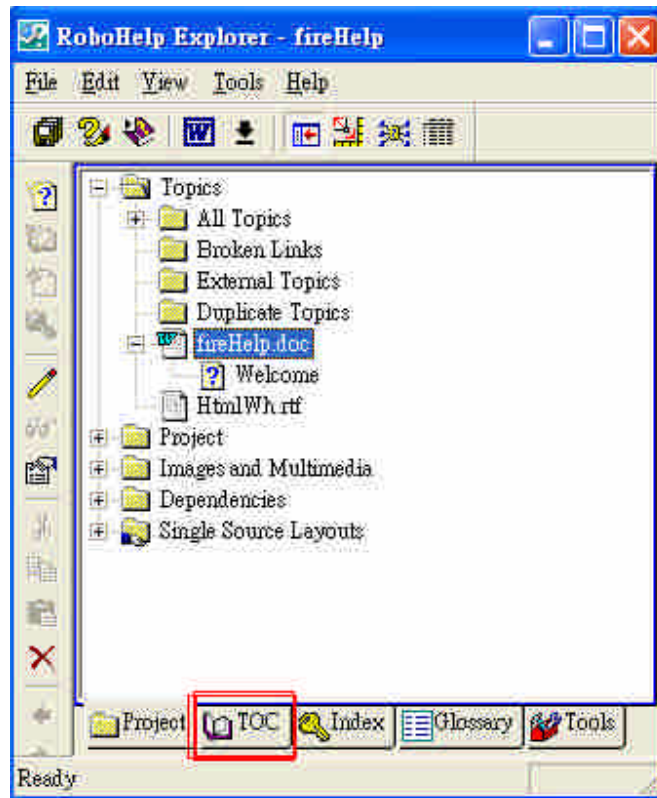 RoboHelp Explorer - fireHelp
File Edit View Tools Help
Topics
All Topics
Broken Links
External Topics
Duplicate Topics
fireHelp.doc
Welcome
HtmlWh.rtf
Project
Images and Multimedia
Dependencies
Single Source Layouts
Project TOC Index Glossary Tools
Ready